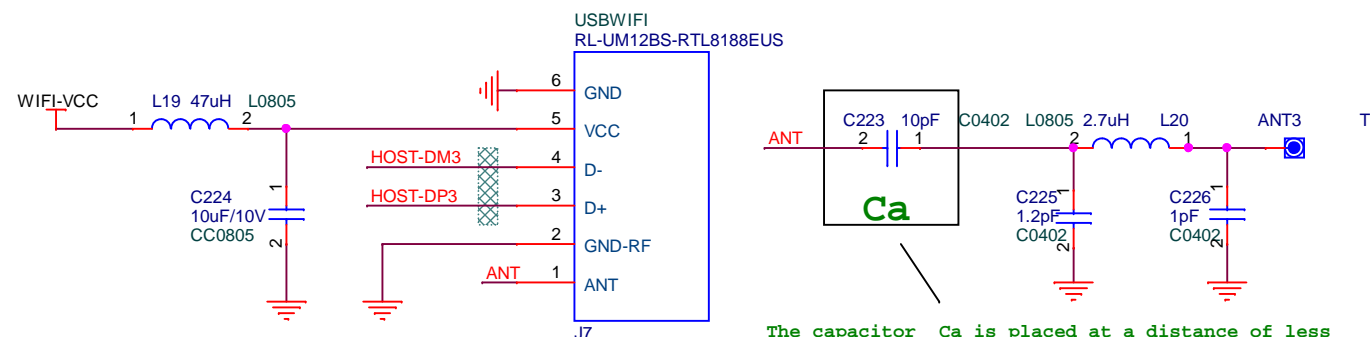 USBWIFI
RL-UM12BS-RTL8188EUS
WIFI-VCC
1 L19 47uH 2 L0805
C224
10uF/10V
CC0805
1
2
HOST-DM3
HOST-DP3
ANT
6 GND
5 VCC
4 D-
3 D+
2 GND-RF
1 ANT
J7
ANT
C223 10pF C0402
2 1
Ca
L0805 2.7uH L20
2 1
ANT3
T
C225
1.2pF
C0402
1
2
C226
1pF
C0402
1
2
The capacitor Ca is placed at a distance of less